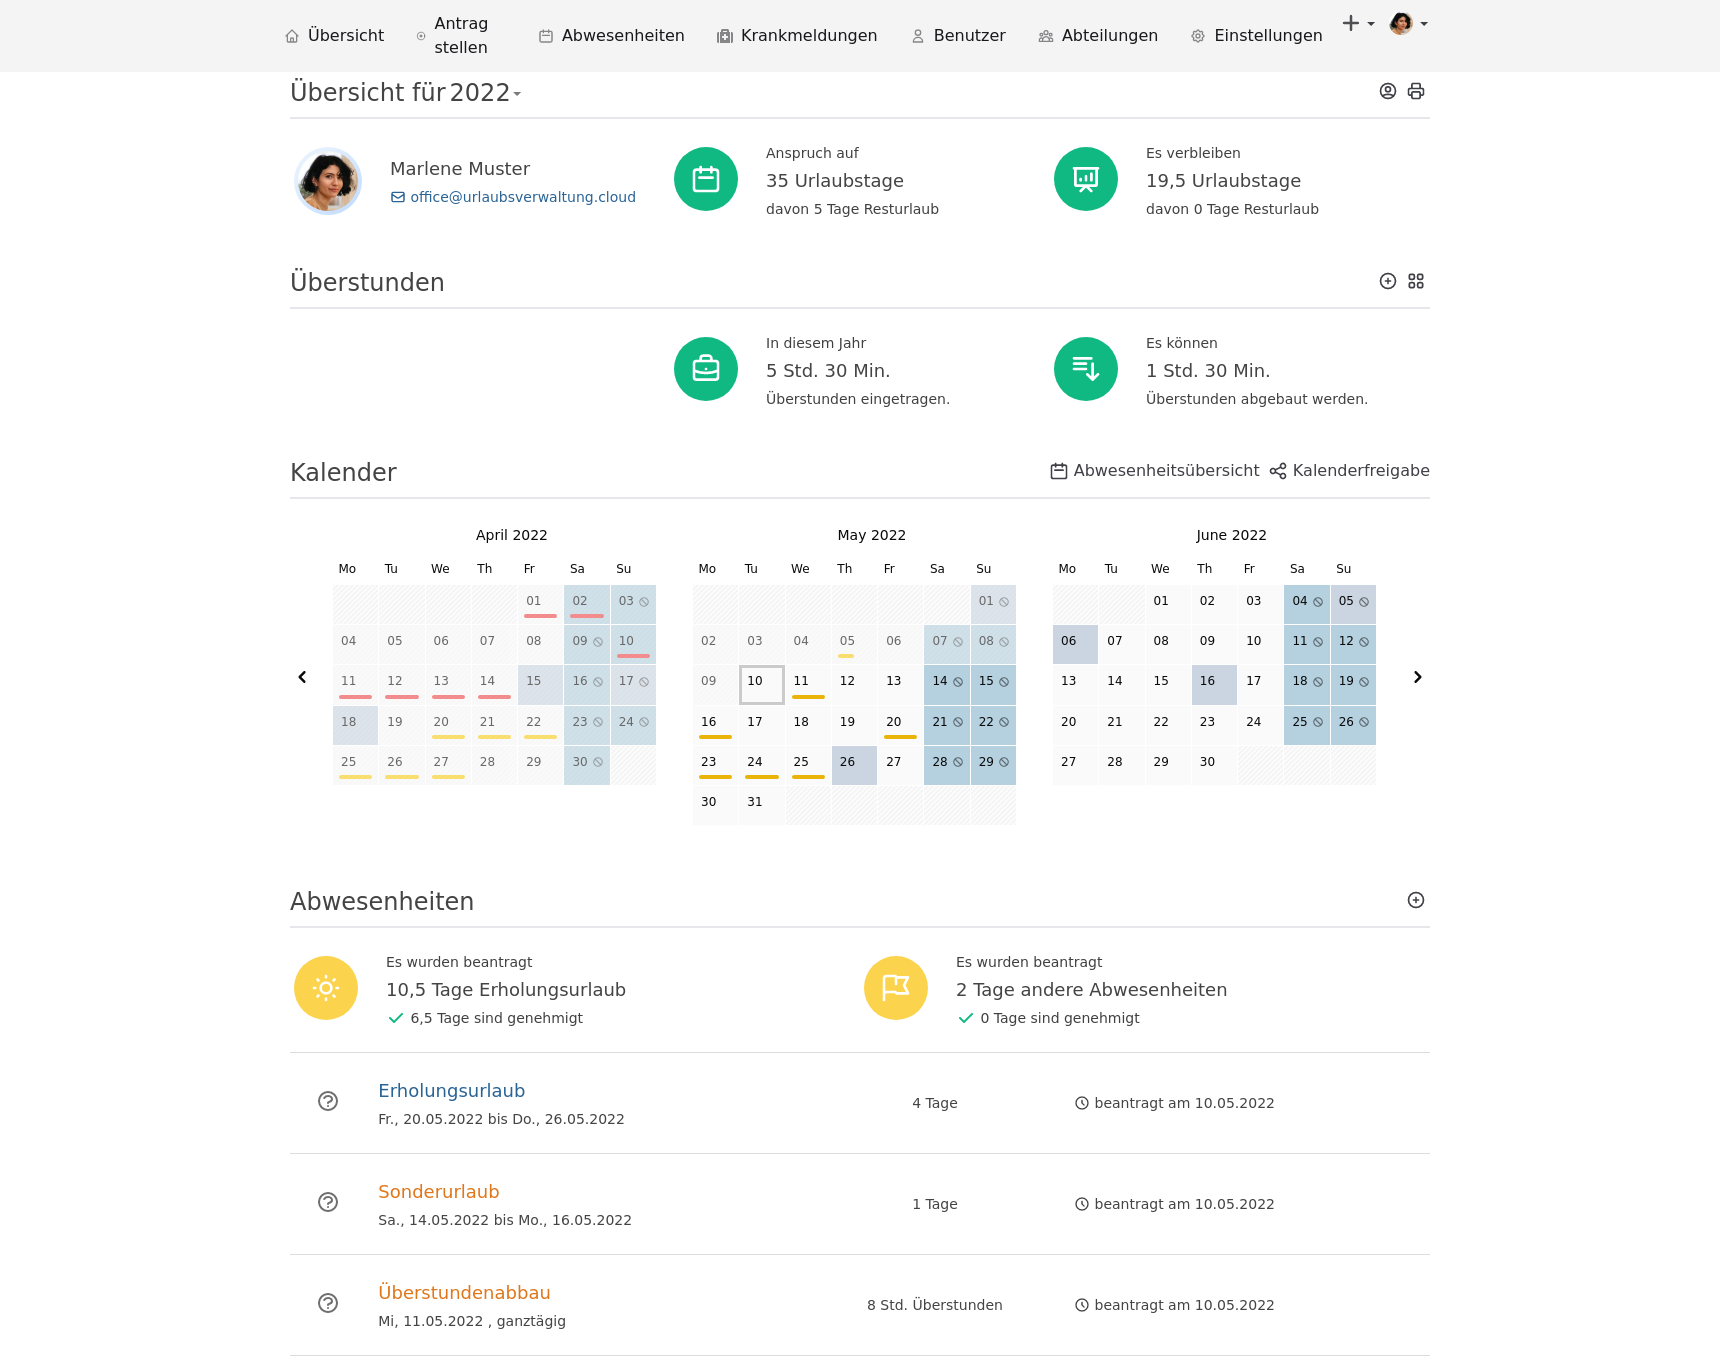 Übersicht
Antrag stellen
Abwesenheiten
Krankmeldungen
Benutzer
Abteilungen
Einstellungen
Übersicht für 2022
Marlene Muster
office@urlaubsverwaltung.cloud
Anspruch auf
35 Urlaubstage
davon 5 Tage Resturlaub
Es verbleiben
19,5 Urlaubstage
davon 0 Tage Resturlaub
Überstunden
In diesem Jahr
5 Std. 30 Min.
Überstunden eingetragen.
Es können
1 Std. 30 Min.
Überstunden abgebaut werden.
Kalender
Abwesenheitsübersicht
Kalenderfreigabe
April 2022
Mo Tu We Th Fr Sa Su
01 02 03
04 05 06 07 08 09 10
11 12 13 14 15 16 17
18 19 20 21 22 23 24
25 26 27 28 29 30
May 2022
Mo Tu We Th Fr Sa Su
01
02 03 04 05 06 07 08
09 10 11 12 13 14 15
16 17 18 19 20 21 22
23 24 25 26 27 28 29
30 31
June 2022
Mo Tu We Th Fr Sa Su
01 02 03 04 05
06 07 08 09 10 11 12
13 14 15 16 17 18 19
20 21 22 23 24 25 26
27 28 29 30
Abwesenheiten
Es wurden beantragt
10,5 Tage Erholungsurlaub
6,5 Tage sind genehmigt
Es wurden beantragt
2 Tage andere Abwesenheiten
0 Tage sind genehmigt
Erholungsurlaub
Fr., 20.05.2022 bis Do., 26.05.2022
4 Tage
beantragt am 10.05.2022
Sonderurlaub
Sa., 14.05.2022 bis Mo., 16.05.2022
1 Tage
beantragt am 10.05.2022
Überstundenabbau
Mi, 11.05.2022 , ganztägig
8 Std. Überstunden
beantragt am 10.05.2022